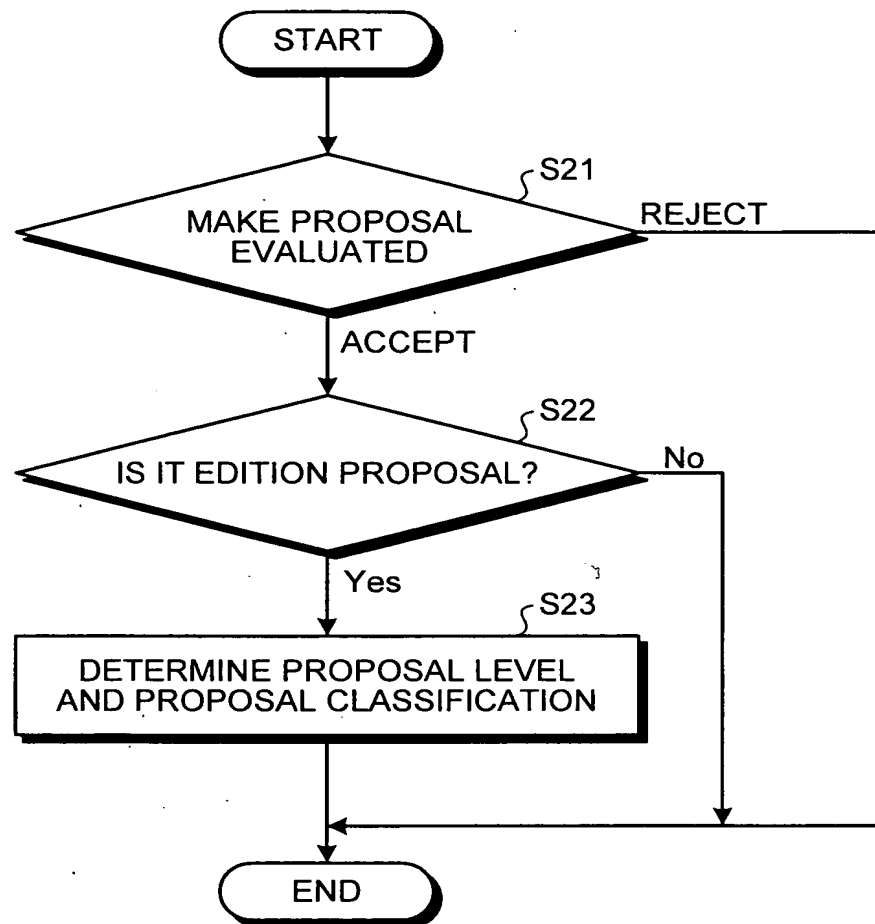 START
S21
MAKE PROPOSAL
EVALUATED
REJECT
ACCEPT
S22
IS IT EDITION PROPOSAL?
No
Yes
S23
DETERMINE PROPOSAL LEVEL
AND PROPOSAL CLASSIFICATION
END